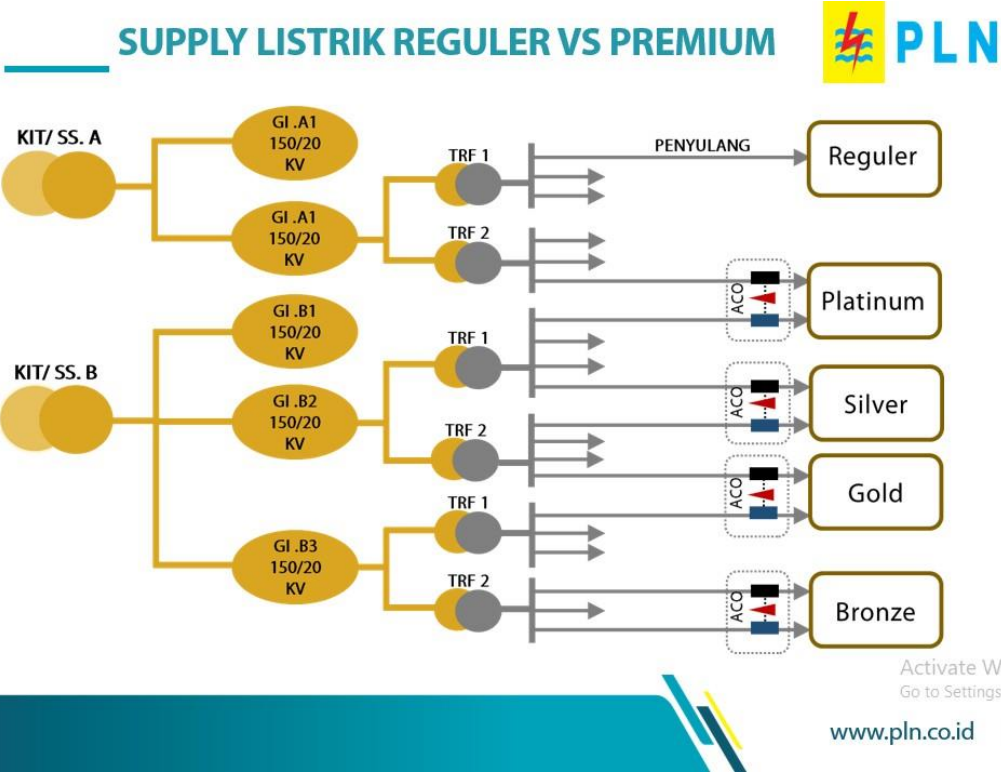 SUPPLY LISTRIK REGULER VS PREMIUM
PLN
KIT/ SS. A
GI .A1
150/20
KV
GI .A1
150/20
KV
TRF 1
TRF 2
PENYULANG
Reguler
ACO
Platinum
KIT/ SS. B
GI .B1
150/20
KV
GI .B2
150/20
KV
TRF 1
TRF 2
ACO
Silver
ACO
Gold
GI .B3
150/20
KV
TRF 1
TRF 2
ACO
Bronze
Activate W
Go to Settings
www.pln.co.id